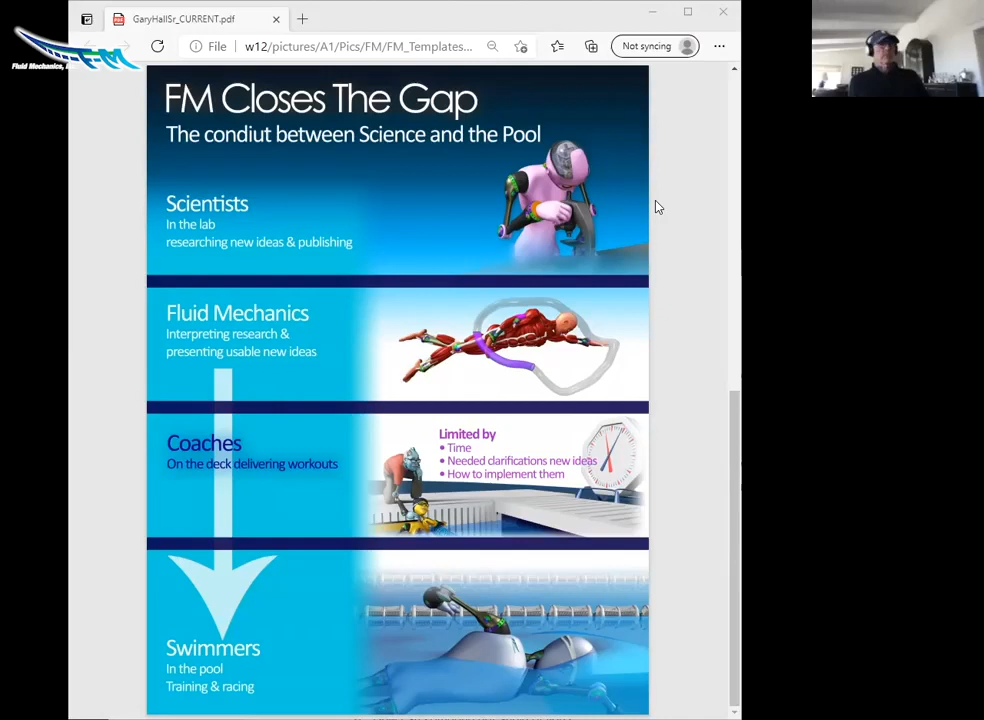 GaryHallSr_CURRENT.pdf
File
w12/pictures/A1/Pics/FM/FM_Templates...
Not syncing
FM
FM Closes The Gap
The condiut between Science and the Pool
Scientists
In the lab
researching new ideas & publishing
Fluid Mechanics
Interpreting research &
presenting usable new ideas
Coaches
On the deck delivering workouts
Limited by
• Time
• Needed clarifications new ideas
• How to implement them
Swimmers
In the pool
Training & racing